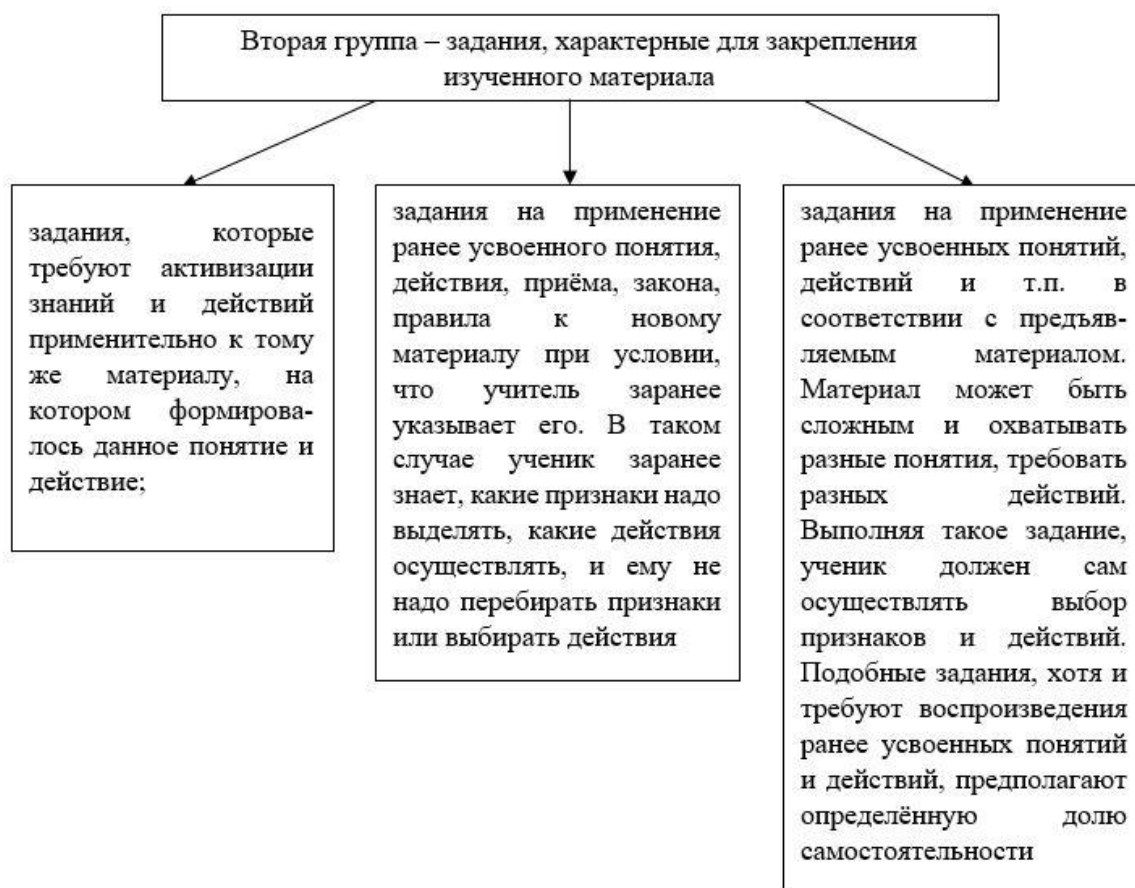 Вторая группа – задания, характерные для закрепления
изученного материала
задания, которые
требуют активизации
знаний и действий
применительно к тому
же материалу, на
котором формирова-
лось данное понятие и
действие;
задания на применение
ранее усвоенного понятия,
действия, приёма, закона,
правила к новому
материалу при условии,
что учитель заранее
указывает его. В таком
случае ученик заранее
знает, какие признаки надо
выделять, какие действия
осуществлять, и ему не
надо перебирать признаки
или выбирать действия
задания на применение
ранее усвоенных понятий,
действий и т.п. в
соответствии с предъяв-
ляемым материалом.
Материал может быть
сложным и охватывать
разные понятия, требовать
разных действий.
Выполняя такое задание,
ученик должен сам
осуществлять выбор
признаков и действий.
Подобные задания, хотя и
требуют воспроизведения
ранее усвоенных понятий
и действий, предполагают
определённую долю
самостоятельности